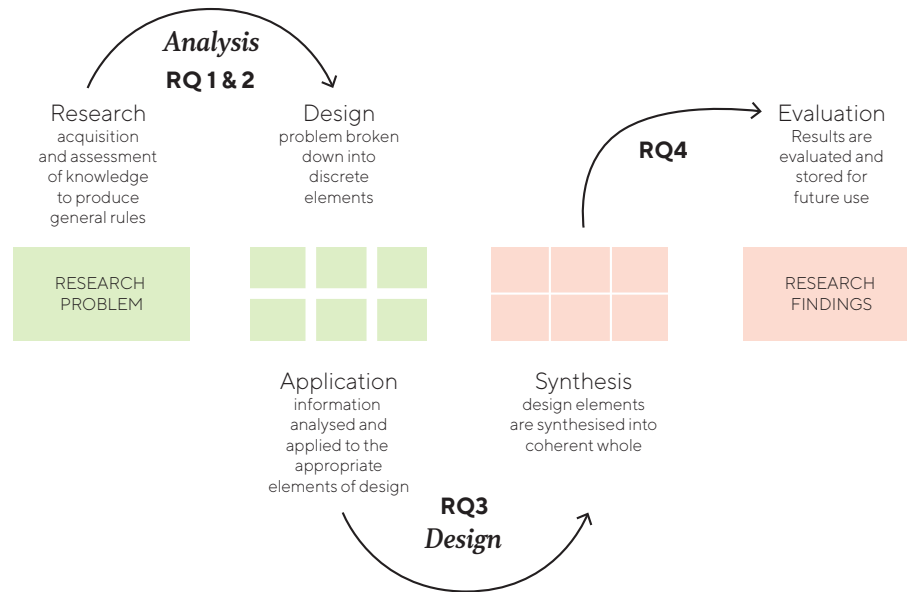 Analysis
RQ 1 & 2
Research
acquisition
and assessment
of knowledge
to produce
general rules
Design
problem broken
down into
discrete
elements
RQ4
Evaluation
Results are
evaluated and
stored for
future use
RESEARCH
PROBLEM
RESEARCH
FINDINGS
Application
information
analysed and
applied to the
appropriate
elements of design
Synthesis
design elements
are synthesised into
coherent whole
RQ3
Design